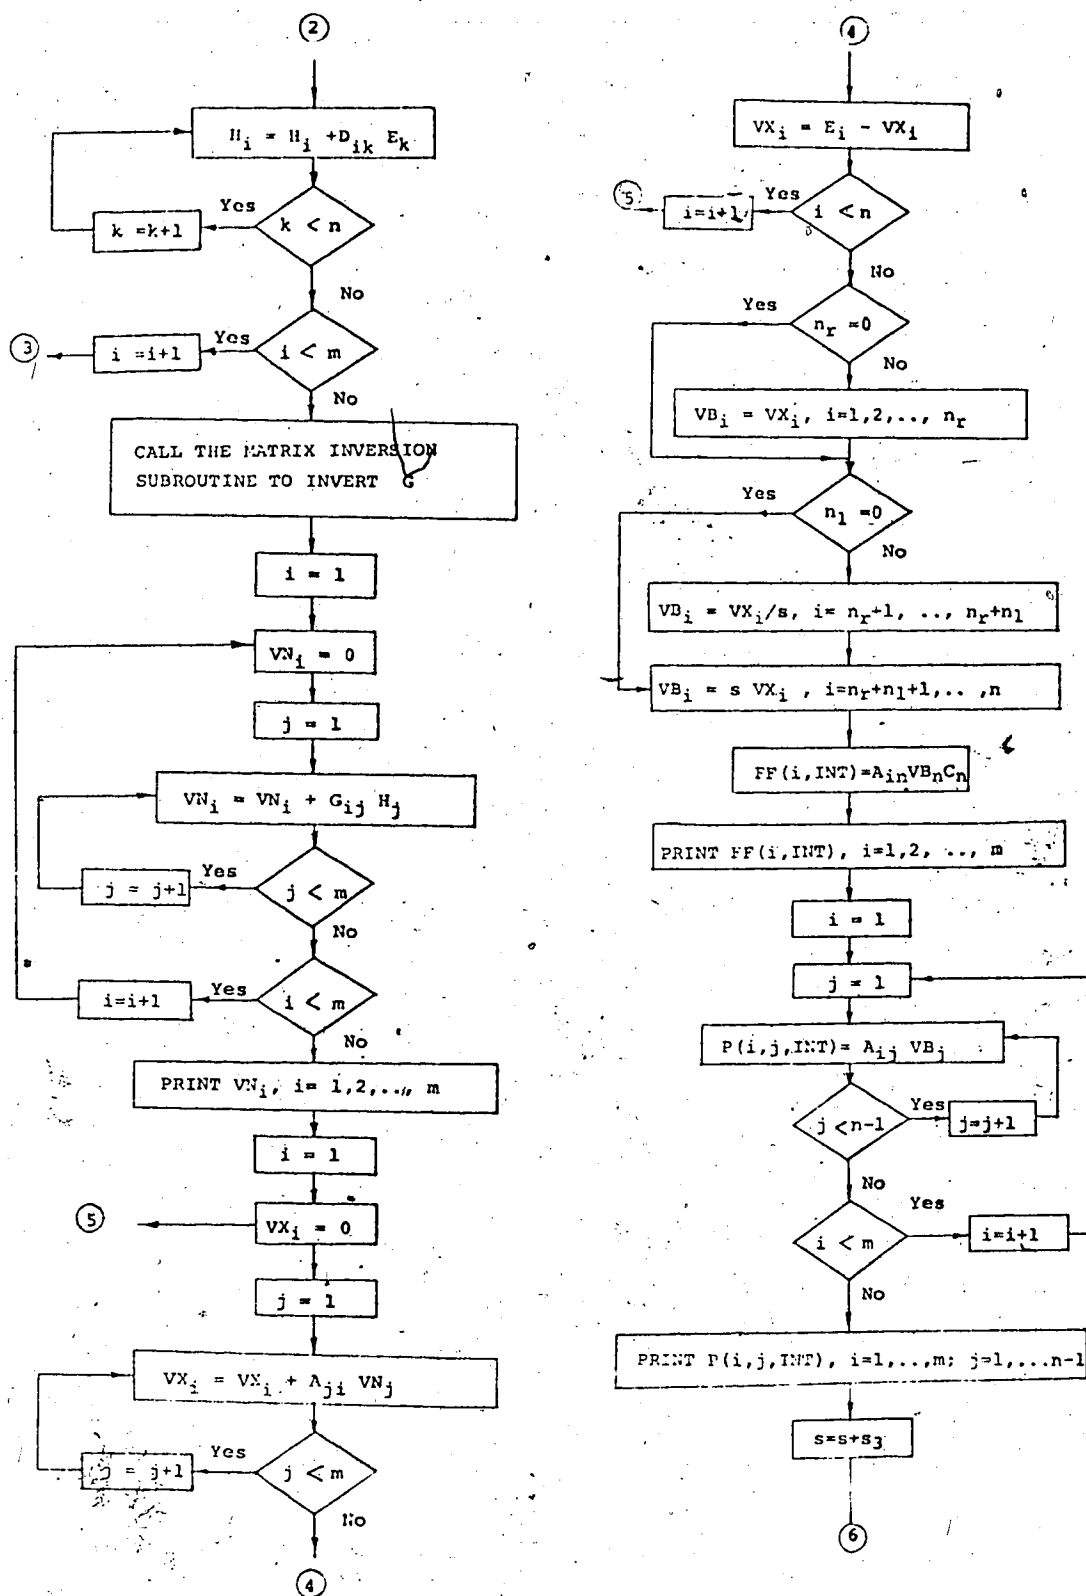 2
H_i = H_i + D_ik E_k
Yes
k < n
k =k+1
No
3
Yes
i =i+1
i < m
No
CALL THE MATRIX INVERSION
SUBROUTINE TO INVERT G
i = 1
VN_i = 0
j = 1
VN_i = VN_i + G_ij H_j
Yes
j = j+1
j < m
No
Yes
i=i+1
i < m
No
PRINT VN_i, i= 1,2,.., m
i = 1
5
VX_i = 0
j = 1
VX_i = VX_i + A_ji VN_j
Yes
j = j+1
j < m
No
4
4
VX_i = E_i - VX_i
5
Yes
i=i+1
i < n
No
Yes
n_r =0
No
VB_i = VX_i, i=1,2,.., n_r
Yes
n_l =0
No
VB_i = VX_i/s, i= n_r+1, .., n_r+n_l
VB_i = s VX_i , i=n_r+n_l+1,.. ,n
FF(i,INT)=A_in VB_n C_n
PRINT FF(i,INT), i=1,2, .., m
i = 1
j = 1
P(i,j,INT)= A_ij VB_j
Yes
j <n-1
j=j+1
No
Yes
i < m
i=i+1
No
PRINT P(i,j,INT), i=1,...,m; j=1,...n-1
s=s+s_3
6